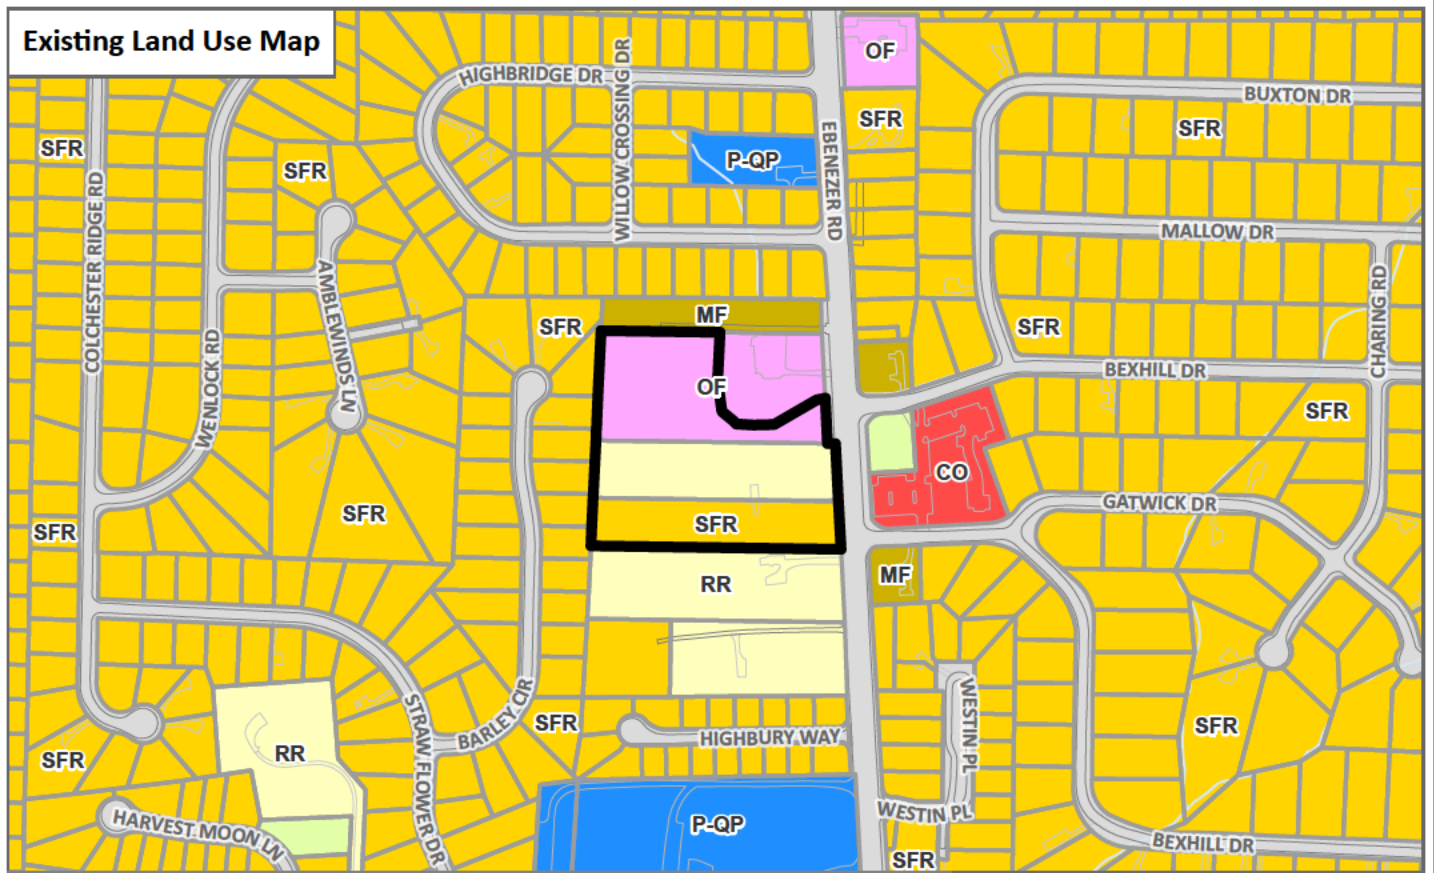 Existing Land Use Map
OF
HIGHBRIDGE DR
WILLOW CROSSING DR
BUXTON DR
SFR
SFR
EBENEZER RD
SFR
P-QP
SFR
COLCHESTER RIDGE RD
MALLOW DR
AMBLEWINDS LN
CHARING RD
MF
SFR
SFR
WENLOCK RD
BEXHILL DR
OF
SFR
CO
GATWICK DR
SFR
SFR
SFR
MF
RR
WESTIN PL
STRAW FLOWER DR
BARLEY CIR
SFR
SFR
HIGHBURY WAY
RR
SFR
HARVEST MOON LN
P-QP
WESTIN PL
BEXHILL DR
SFR